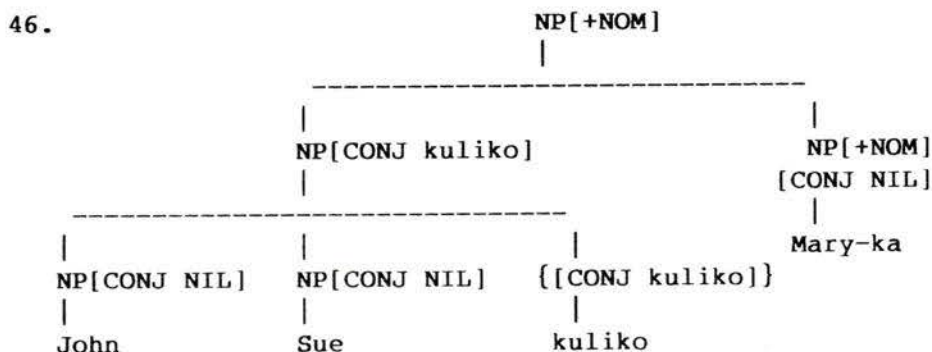 46. NP[+NOM]
NP[CONJ kuliko] NP[+NOM]
[CONJ NIL]
Mary-ka
NP[CONJ NIL] NP[CONJ NIL] {[CONJ kuliko]}
John Sue kuliko